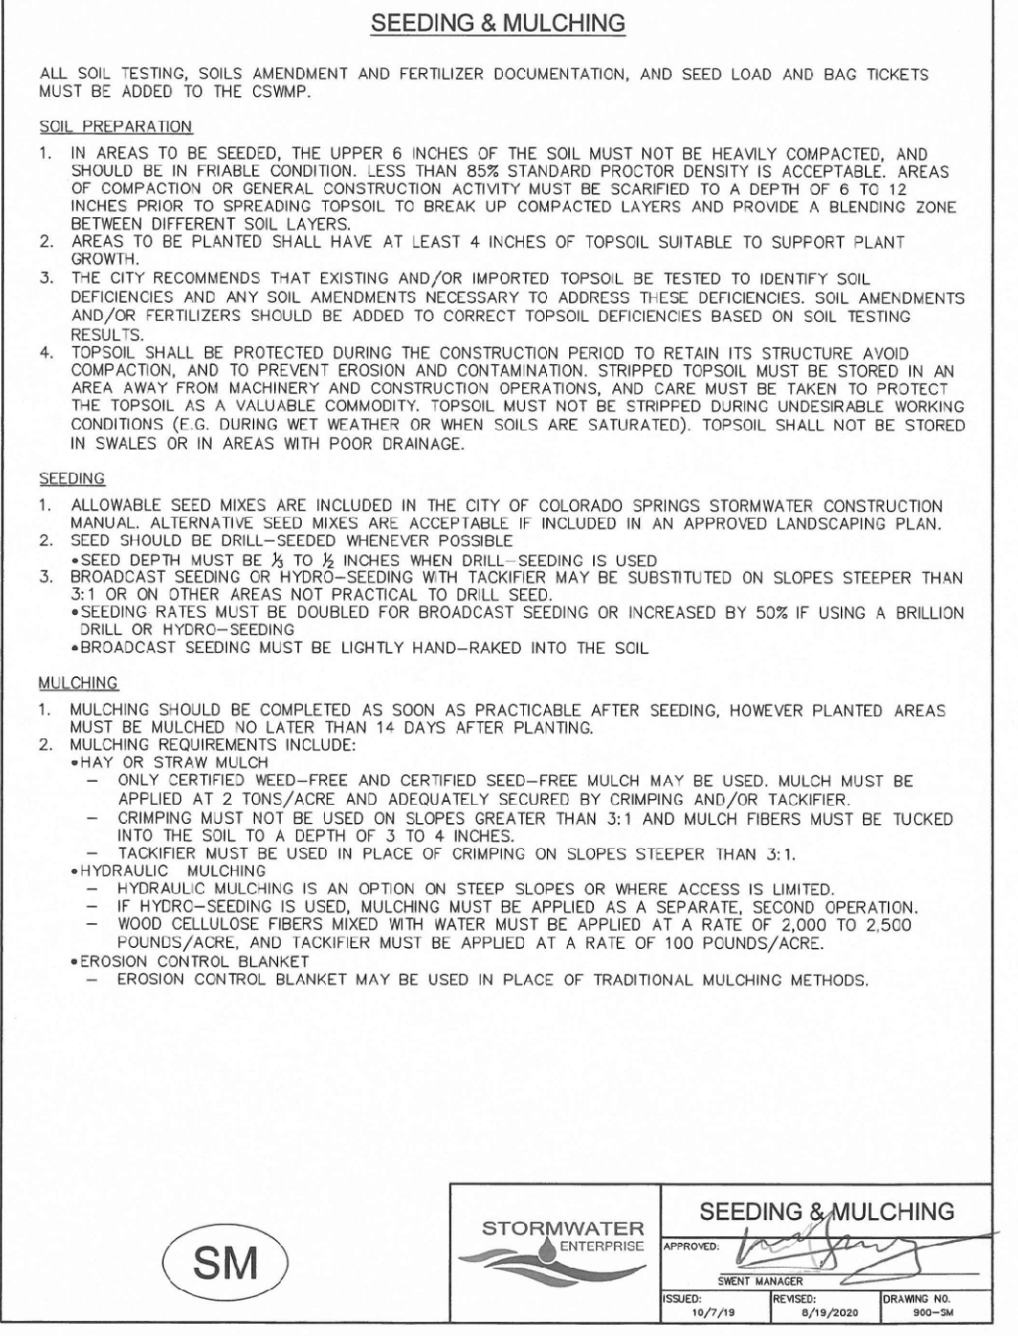 SEEDING & MULCHING
ALL SOIL TESTING, SOILS AMENDMENT AND FERTILIZER DOCUMENTATION, AND SEED LOAD AND BAG TICKETS
MUST BE ADDED TO THE CSWMP.
SOIL PREPARATION
1. IN AREAS TO BE SEEDED, THE UPPER 6 INCHES OF THE SOIL MUST NOT BE HEAVILY COMPACTED, AND
SHOULD BE IN FRIABLE CONDITION. LESS THAN 85% STANDARD PROCTOR DENSITY IS ACCEPTABLE. AREAS
OF COMPACTION OR GENERAL CONSTRUCTION ACTIVITY MUST BE SCARIFIED TO A DEPTH OF 6 TO 12
INCHES PRIOR TO SPREADING TOPSOIL TO BREAK UP COMPACTED LAYERS AND PROVIDE A BLENDING ZONE
BETWEEN DIFFERENT SOIL LAYERS.
2. AREAS TO BE PLANTED SHALL HAVE AT LEAST 4 INCHES OF TOPSOIL SUITABLE TO SUPPORT PLANT
GROWTH.
3. THE CITY RECOMMENDS THAT EXISTING AND/OR IMPORTED TOPSOIL BE TESTED TO IDENTIFY SOIL
DEFICIENCIES AND ANY SOIL AMENDMENTS NECESSARY TO ADDRESS THESE DEFICIENCIES. SOIL AMENDMENTS
AND/OR FERTILIZERS SHOULD BE ADDED TO CORRECT TOPSOIL DEFICIENCIES BASED ON SOIL TESTING
RESULTS.
4. TOPSOIL SHALL BE PROTECTED DURING THE CONSTRUCTION PERIOD TO RETAIN ITS STRUCTURE AVOID
COMPACTION, AND TO PREVENT EROSION AND CONTAMINATION. STRIPPED TOPSOIL MUST BE STORED IN AN
AREA AWAY FROM MACHINERY AND CONSTRUCTION OPERATIONS, AND CARE MUST BE TAKEN TO PROTECT
THE TOPSOIL AS A VALUABLE COMMODITY. TOPSOIL MUST NOT BE STRIPPED DURING UNDESIRABLE WORKING
CONDITIONS (E.G. DURING WET WEATHER OR WHEN SOILS ARE SATURATED). TOPSOIL SHALL NOT BE STORED
IN SWALES OR IN AREAS WITH POOR DRAINAGE.
SEEDING
1. ALLOWABLE SEED MIXES ARE INCLUDED IN THE CITY OF COLORADO SPRINGS STORMWATER CONSTRUCTION
MANUAL. ALTERNATIVE SEED MIXES ARE ACCEPTABLE IF INCLUDED IN AN APPROVED LANDSCAPING PLAN.
2. SEED SHOULD BE DRILL-SEEDED WHENEVER POSSIBLE
•SEED DEPTH MUST BE ⅓ TO ½ INCHES WHEN DRILL-SEEDING IS USED
3. BROADCAST SEEDING OR HYDRO-SEEDING WITH TACKIFIER MAY BE SUBSTITUTED ON SLOPES STEEPER THAN
3:1 OR ON OTHER AREAS NOT PRACTICAL TO DRILL SEED.
•SEEDING RATES MUST BE DOUBLED FOR BROADCAST SEEDING OR INCREASED BY 50% IF USING A BRILLION
DRILL OR HYDRO-SEEDING
•BROADCAST SEEDING MUST BE LIGHTLY HAND-RAKED INTO THE SOIL
MULCHING
1. MULCHING SHOULD BE COMPLETED AS SOON AS PRACTICABLE AFTER SEEDING, HOWEVER PLANTED AREAS
MUST BE MULCHED NO LATER THAN 14 DAYS AFTER PLANTING.
2. MULCHING REQUIREMENTS INCLUDE:
•HAY OR STRAW MULCH
– ONLY CERTIFIED WEED-FREE AND CERTIFIED SEED-FREE MULCH MAY BE USED. MULCH MUST BE
APPLIED AT 2 TONS/ACRE AND ADEQUATELY SECURED BY CRIMPING AND/OR TACKIFIER.
– CRIMPING MUST NOT BE USED ON SLOPES GREATER THAN 3:1 AND MULCH FIBERS MUST BE TUCKED
INTO THE SOIL TO A DEPTH OF 3 TO 4 INCHES.
– TACKIFIER MUST BE USED IN PLACE OF CRIMPING ON SLOPES STEEPER THAN 3:1.
•HYDRAULIC MULCHING
– HYDRAULIC MULCHING IS AN OPTION ON STEEP SLOPES OR WHERE ACCESS IS LIMITED.
– IF HYDRO-SEEDING IS USED, MULCHING MUST BE APPLIED AS A SEPARATE, SECOND OPERATION.
– WOOD CELLULOSE FIBERS MIXED WITH WATER MUST BE APPLIED AT A RATE OF 2,000 TO 2,500
POUNDS/ACRE, AND TACKIFIER MUST BE APPLIED AT A RATE OF 100 POUNDS/ACRE.
•EROSION CONTROL BLANKET
– EROSION CONTROL BLANKET MAY BE USED IN PLACE OF TRADITIONAL MULCHING METHODS.
SM
STORMWATER
ENTERPRISE
SEEDING & MULCHING
APPROVED:
SWENT MANAGER
ISSUED: REVISED: DRAWING NO.
10/7/19 8/19/2020 900-SM